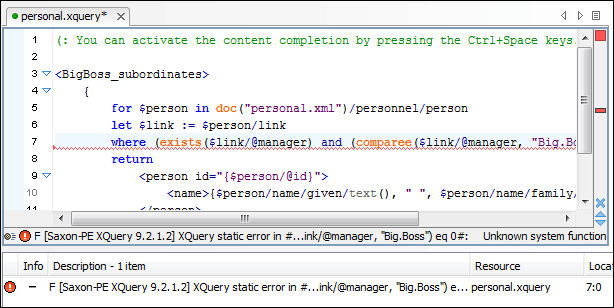 personal.xquery*
1 (: You can activate the content completion by pressing the Ctrl+Space keys.
2
3 <BigBoss_subordinates>
4 {
5 for $person in doc("personal.xml")/personnel/person
6 let $link := $person/link
7 where (exists($link/@manager) and (comparee($link/@manager, "Big.Bo
8 return
9 <person id="{$person/@id}">
10 <name>{$person/name/given/text(), " ", $person/name/family/
11 </person>
F [Saxon-PE XQuery 9.2.1.2] XQuery static error in #...ink/@manager, "Big.Boss") eq 0#: Unknown system function
Info Description - 1 item Resource Loca
F [Saxon-PE XQuery 9.2.1.2] XQuery static error in #...ink/@manager, "Big.Boss") e... personal.xquery 7:0